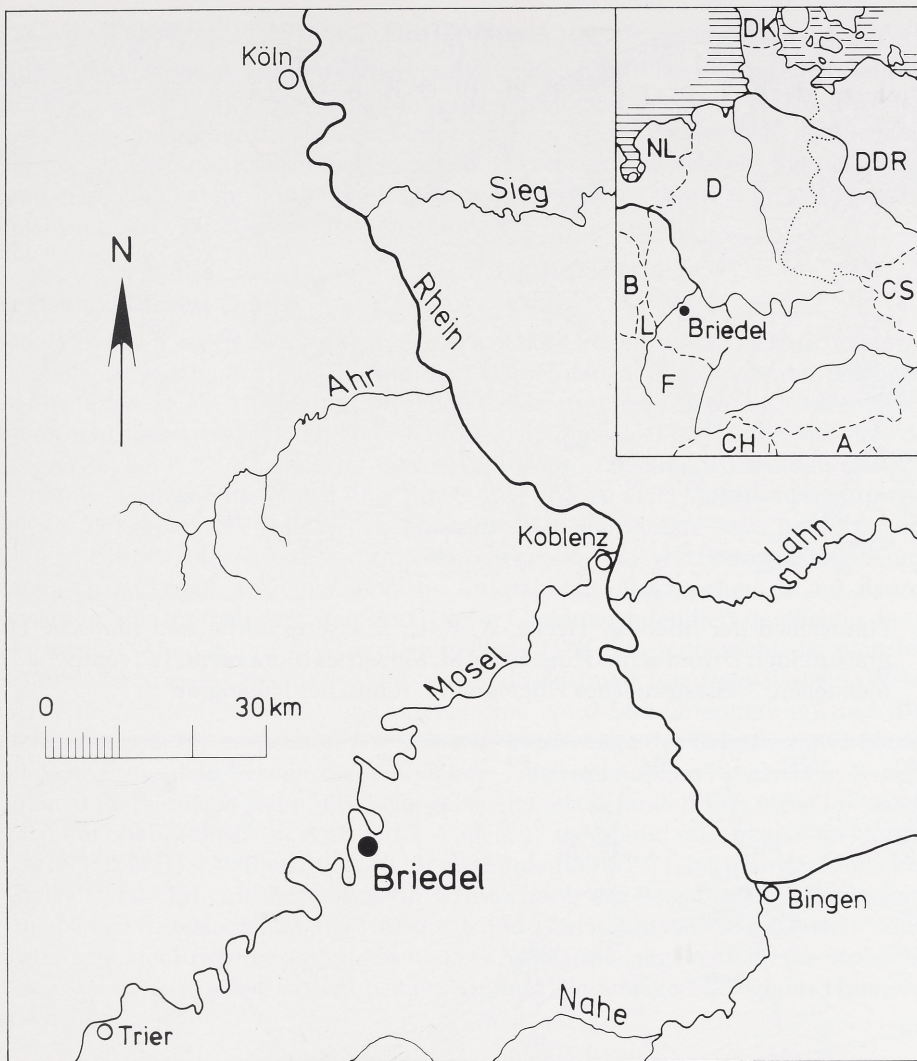 Köln
Sieg
N
Rhein
Ahr
Koblenz
Lahn
Mosel
0 30 km
Briedel
Bingen
Nahe
Trier
DK
NL
D
DDR
B
L
CS
Briedel
F
CH
A